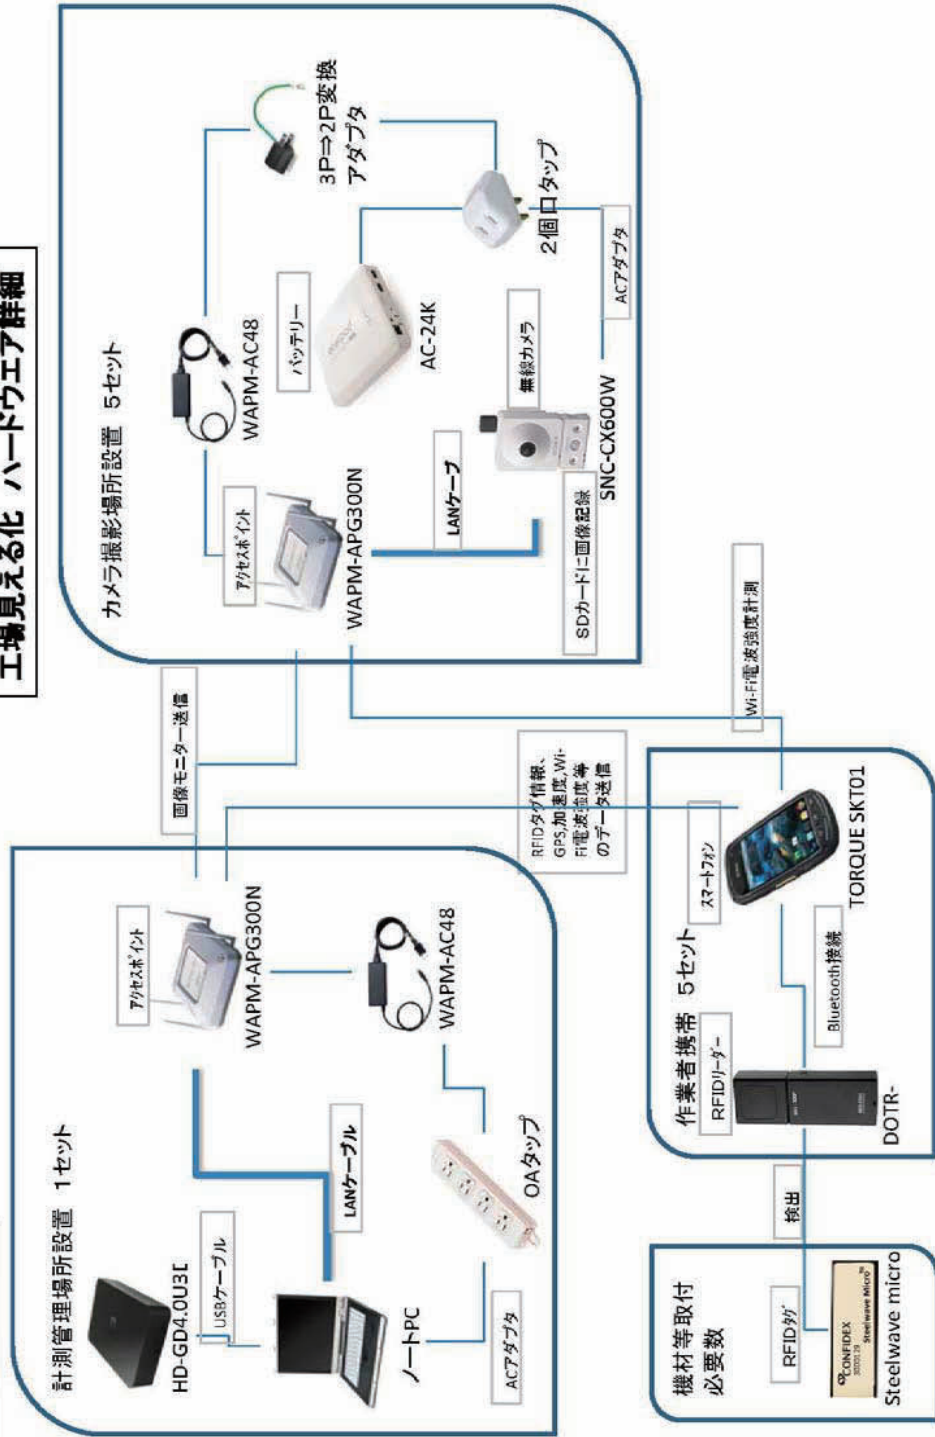 工場見える化 ハードウエア詳細
計測管理場所設置 1セット
HD-GD4.0U3D
USBケーブル
ノートPC
ACアダプタ
LANケーブル
OAタップ
アクセスポイント
WAPM-APG300N
WAPM-AC48
画像モニター送信
カメラ撮影場所設置 5セット
アクセスポイント
WAPM-APG300N
WAPM-AC48
3P⇒2P変換
アダプタ
バッテリー
AC-24K
2個口タップ
LANケーブ
無線カメラ
SNC-CX600W
ACアダプタ
SDカードに画像記録
機材等取付
必要数
RFIDタグ
CONFIDEX
3000129
Steelwave Micro™
Steelwave micro
検出
作業者携帯 5セット
RFIDリーダー
DOTR-
Bluetooth接続
スマートフォン
TORQUE SKT01
RFIDタグ情報、
GPS,加速度,Wi-
Fi電波強度等
のデータ送信
Wi-Fi電波強度計測